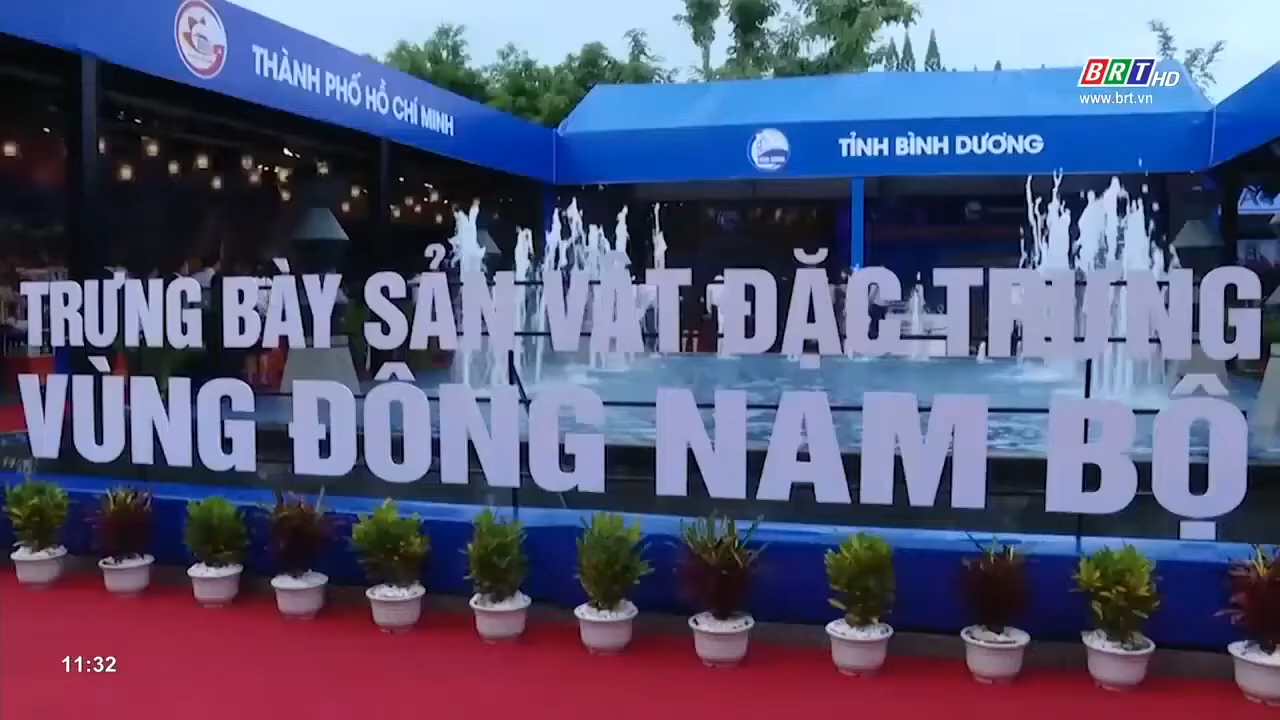 THÀNH PHỐ HỒ CHÍ MINH
BRT HD
www.brt.vn
TỈNH BÌNH DƯƠNG
TRƯNG BÀY SẢN VẬT ĐẶC TRƯNG
VÙNG ĐÔNG NAM BỘ
11:32